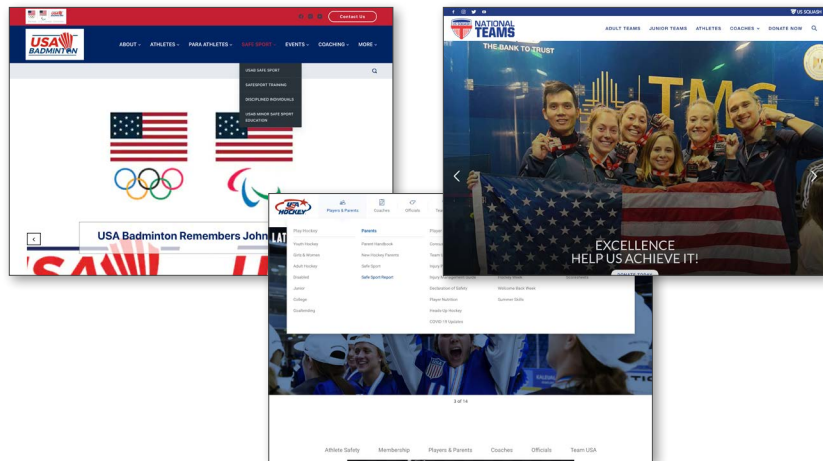 Contact Us
USA
BADMINTON
ABOUT
ATHLETES
PARA ATHLETES
SAFE SPORT
EVENTS
COACHING
MORE
USAB SAFE SPORT
SAFESPORT TRAINING
DISCIPLINED INDIVIDUALS
USAB MINOR SAFE SPORT
EDUCATION
USA Badminton Remembers John
US SQUASH
NATIONAL
TEAMS
ADULT TEAMS
JUNIOR TEAMS
ATHLETES
COACHES
DONATE NOW
THE BANK TO TRUST
TMG
EXCELLENCE
HELP US ACHIEVE IT!
DONATE TODAY
USA
HOCKEY
Players & Parents
Coaches
Officials
LAT
Play Hockey
Parents
Player
Youth Hockey
Parent Handbook
Girls & Women
New Hockey Parents
Adult Hockey
Safe Sport
Disabled
Safe Sport Report
Junior
Declaration of Safety
Welcome Back Week
College
Player Nutrition
Summer Skills
Goaltending
Heads Up Hockey
COVID-19 Updates
3 of 14
Athlete Safety
Membership
Players & Parents
Coaches
Officials
Team USA